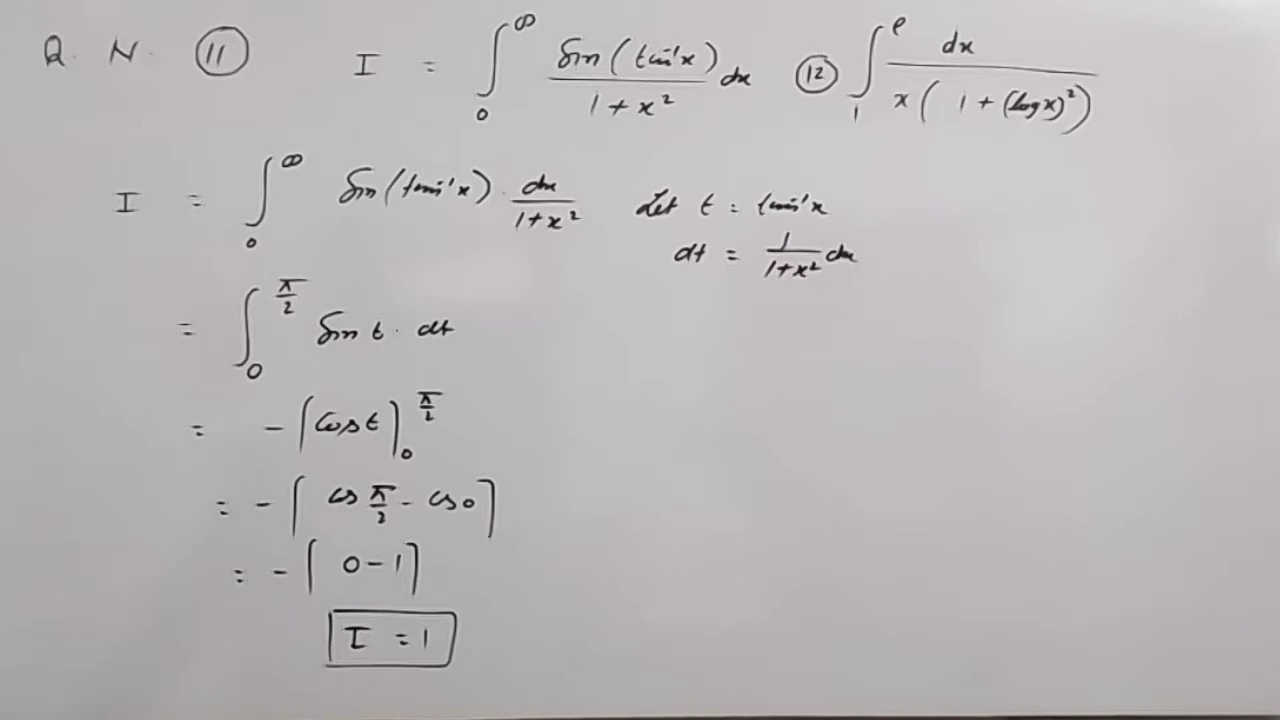 Q. N. (11) I = ∫₀^∞ sin(tan⁻¹x)/(1+x²) dx (12) ∫₁^e dx/(x(1+(log x)²))
I = ∫₀^∞ sin(tan⁻¹x) · dx/(1+x²) Let t = tan⁻¹x
dt = 1/(1+x²) dx
= ∫₀^(π/2) sin t · dt
= -[cos t]₀^(π/2)
= -[cos π/2 - cos 0]
= -[0-1]
I = 1